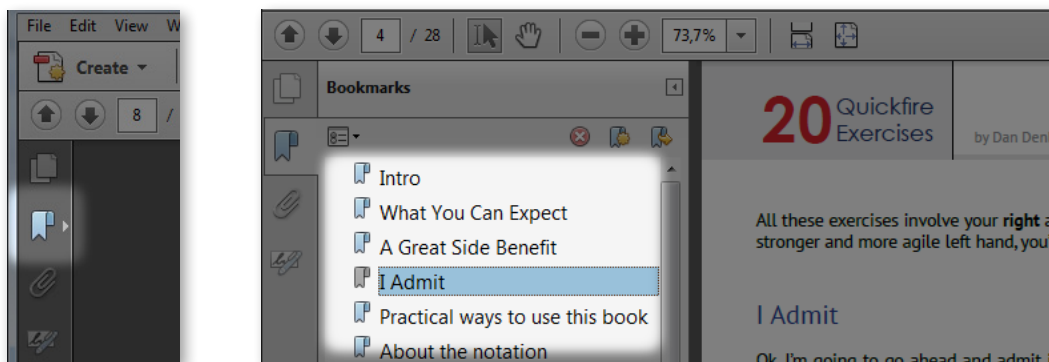 File Edit View W
Create
8 /
4 / 28 73,7%
Bookmarks
Intro
What You Can Expect
A Great Side Benefit
I Admit
Practical ways to use this book
About the notation
20 Quickfire
Exercises
by Dan Den
All these exercises involve your right a
stronger and more agile left hand, you
I Admit
Ok, I'm going to go ahead and admit